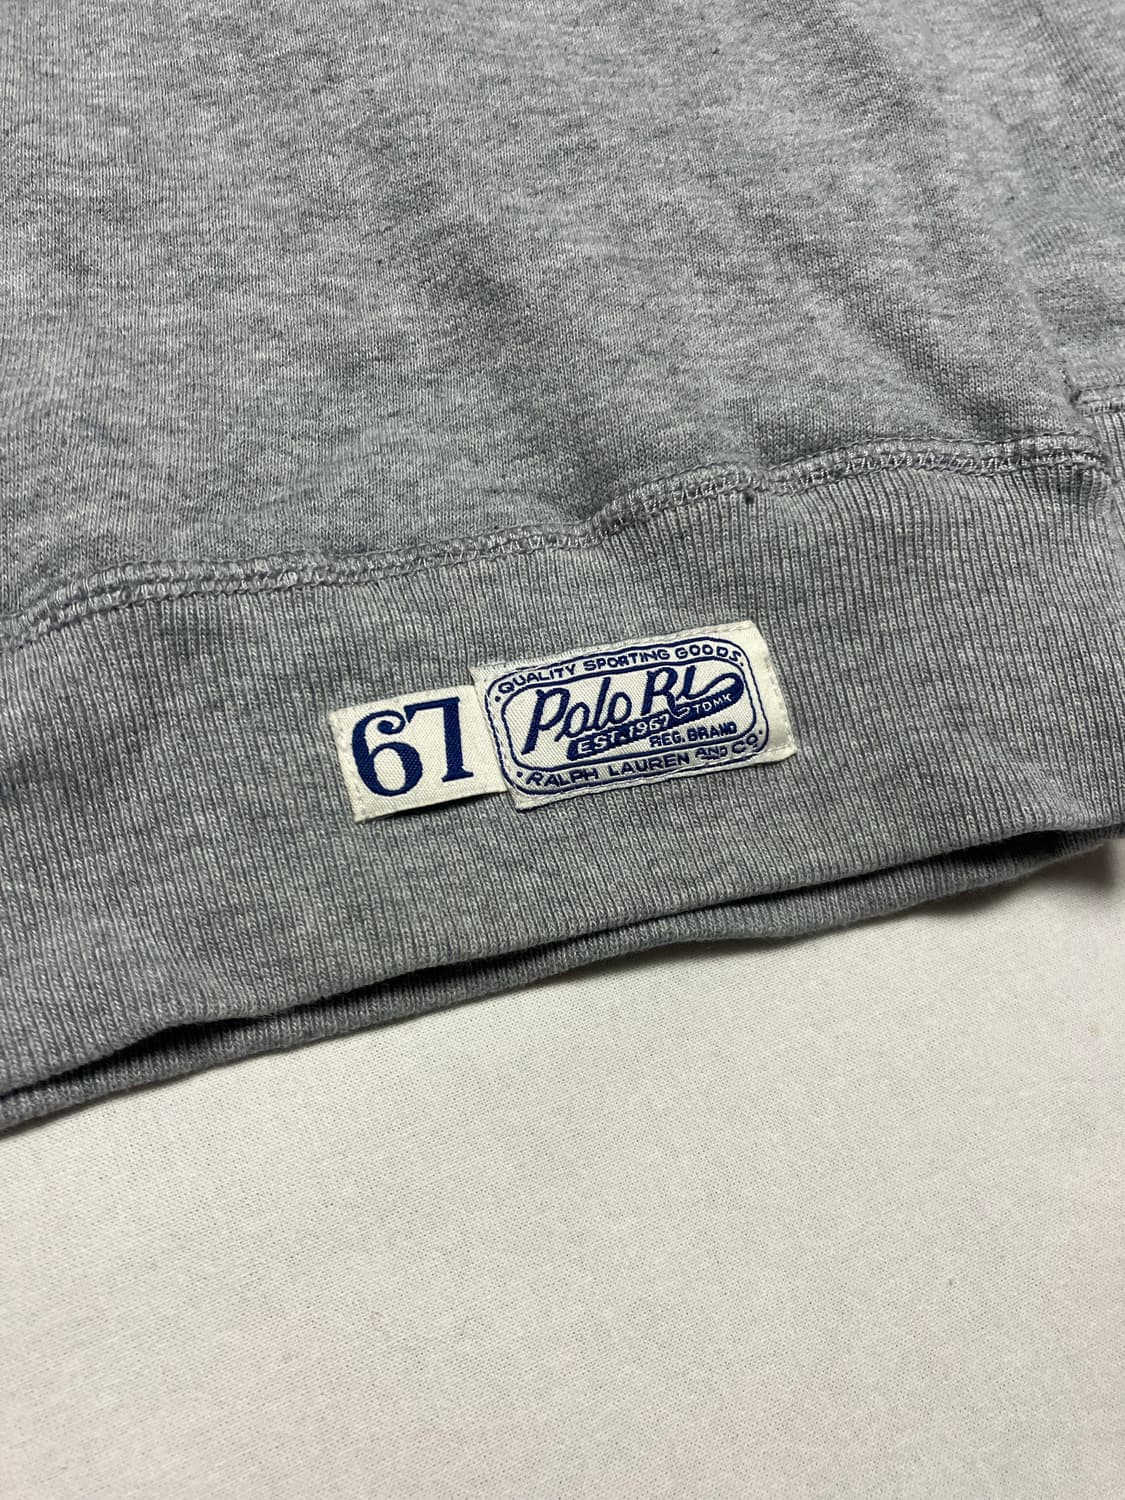 67
·QUALITY SPORTING GOODS·
Polo RL
EST. 1967
TDMK
REG. BRAND
·RALPH LAUREN AND CO·